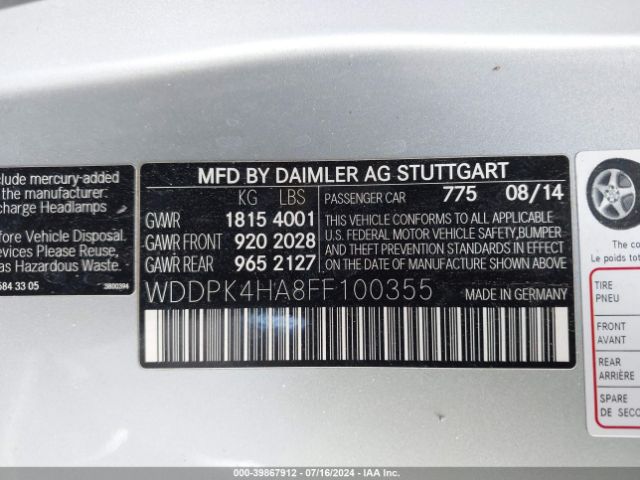 clude mercury-added
the manufacturer:
charge Headlamps
fore Vehicle Disposal.
vices Please Reuse,
as Hazardous Waste.
584 33 05
3800394
MFD BY DAIMLER AG STUTTGART
KG LBS
GVWR 1815 4001
GAWR FRONT 920 2028
GAWR REAR 965 2127
PASSENGER CAR 775 08/14
THIS VEHICLE CONFORMS TO ALL APPLICABLE
U.S. FEDERAL MOTOR VEHICLE SAFETY, BUMPER
AND THEFT PREVENTION STANDARDS IN EFFECT
ON THE DATE OF MANUFACTURE SHOWN ABOVE
WDDPK4HA8FF100355
MADE IN GERMANY
The co
Le poids tot
TIRE
PNEU
FRONT
AVANT
REAR
ARRIÈRE
SPARE
DE SECO
000-39867912 - 07/16/2024 - IAA Inc.